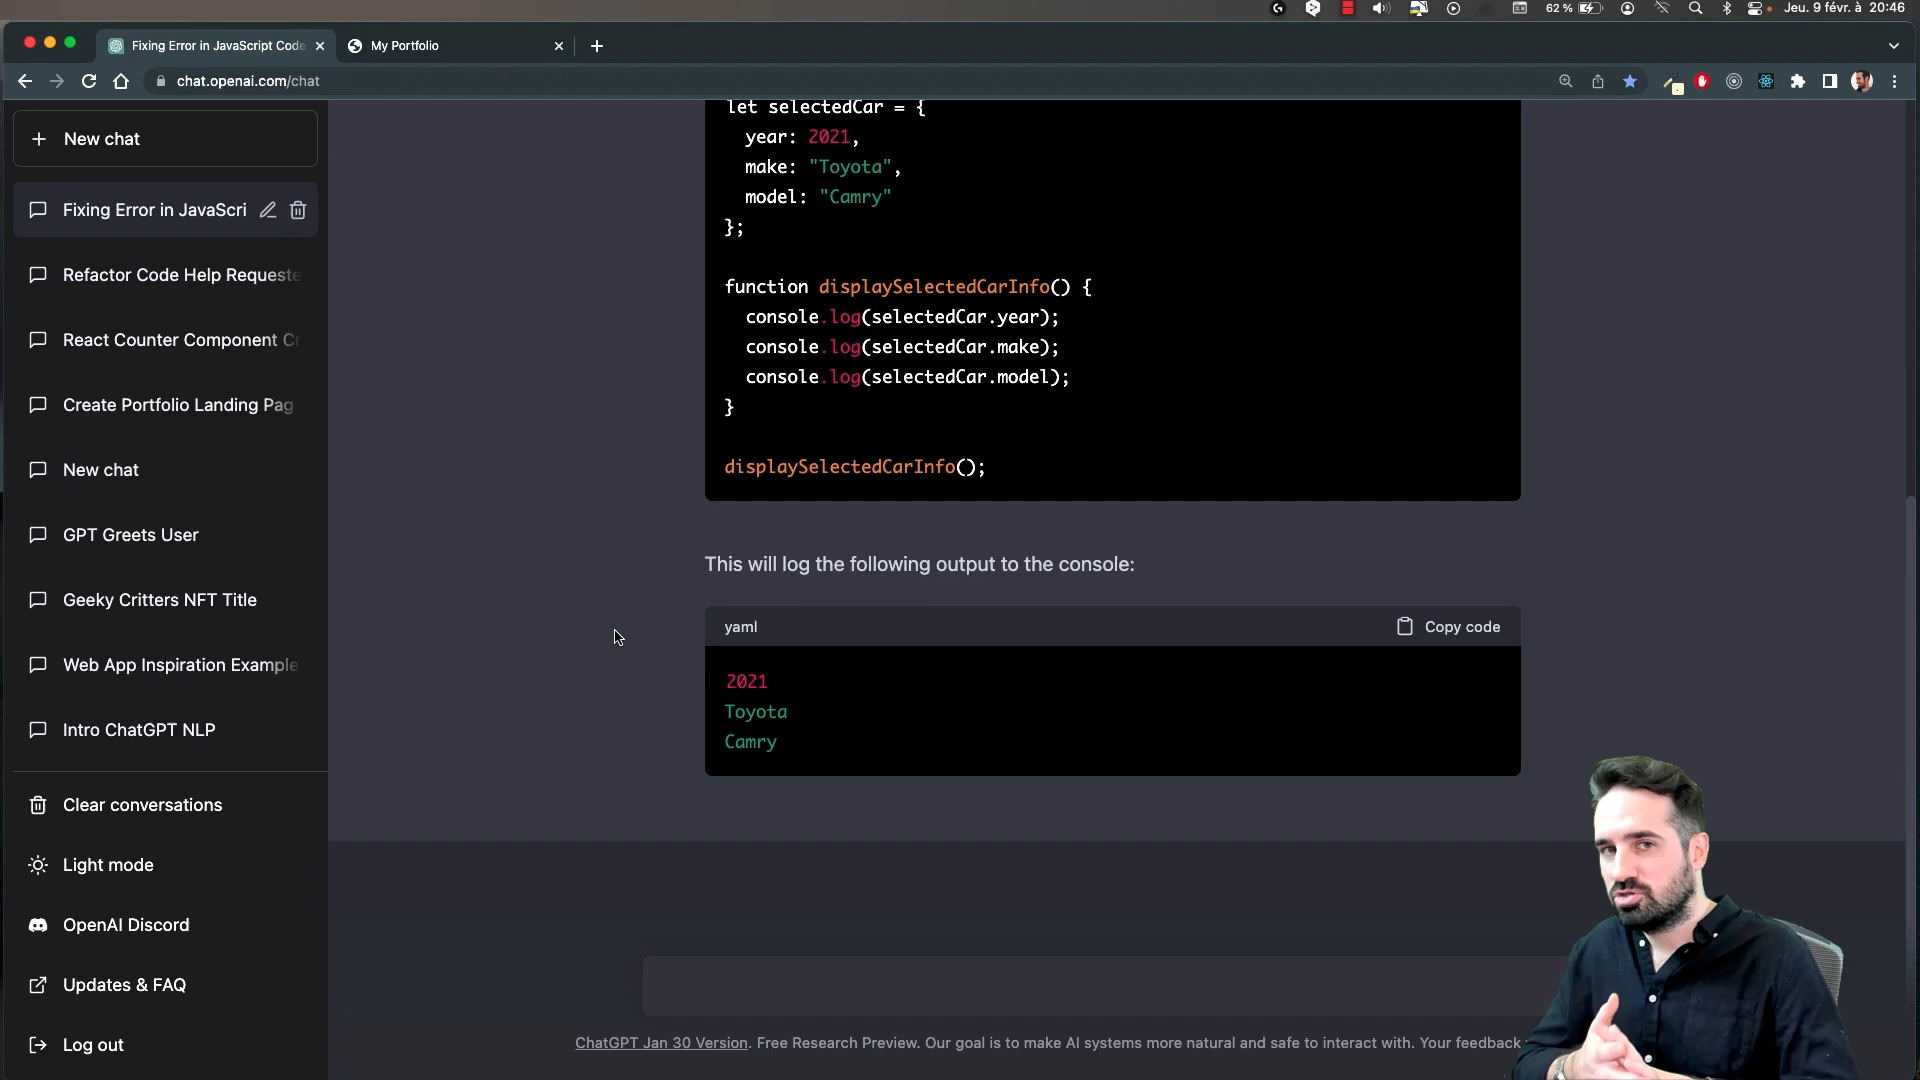 62 %
Jeu. 9 févr. à 20:46
Fixing Error in JavaScript Code
My Portfolio
chat.openai.com/chat
New chat
Fixing Error in JavaScri
Refactor Code Help Requeste
React Counter Component Cr
Create Portfolio Landing Pag
New chat
GPT Greets User
Geeky Critters NFT Title
Web App Inspiration Example
Intro ChatGPT NLP
Clear conversations
Light mode
OpenAI Discord
Updates & FAQ
Log out
let selectedCar = {
year: 2021,
make: "Toyota",
model: "Camry"
};
function displaySelectedCarInfo() {
console.log(selectedCar.year);
console.log(selectedCar.make);
console.log(selectedCar.model);
}
displaySelectedCarInfo();
This will log the following output to the console:
yaml
Copy code
2021
Toyota
Camry
ChatGPT Jan 30 Version. Free Research Preview. Our goal is to make AI systems more natural and safe to interact with. Your feedback